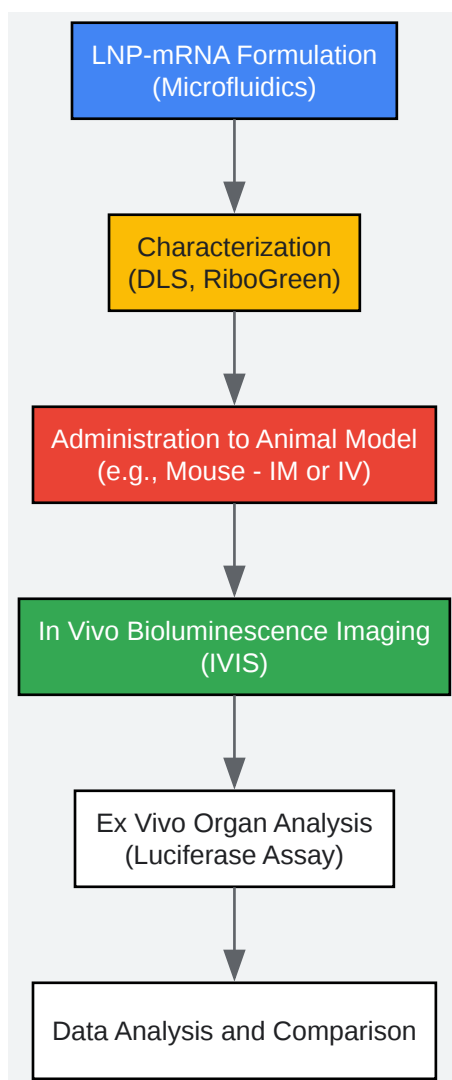 LNP-mRNA Formulation
(Microfluidics)
Characterization
(DLS, RiboGreen)
Administration to Animal Model
(e.g., Mouse - IM or IV)
In Vivo Bioluminescence Imaging
(IVIS)
Ex Vivo Organ Analysis
(Luciferase Assay)
Data Analysis and Comparison